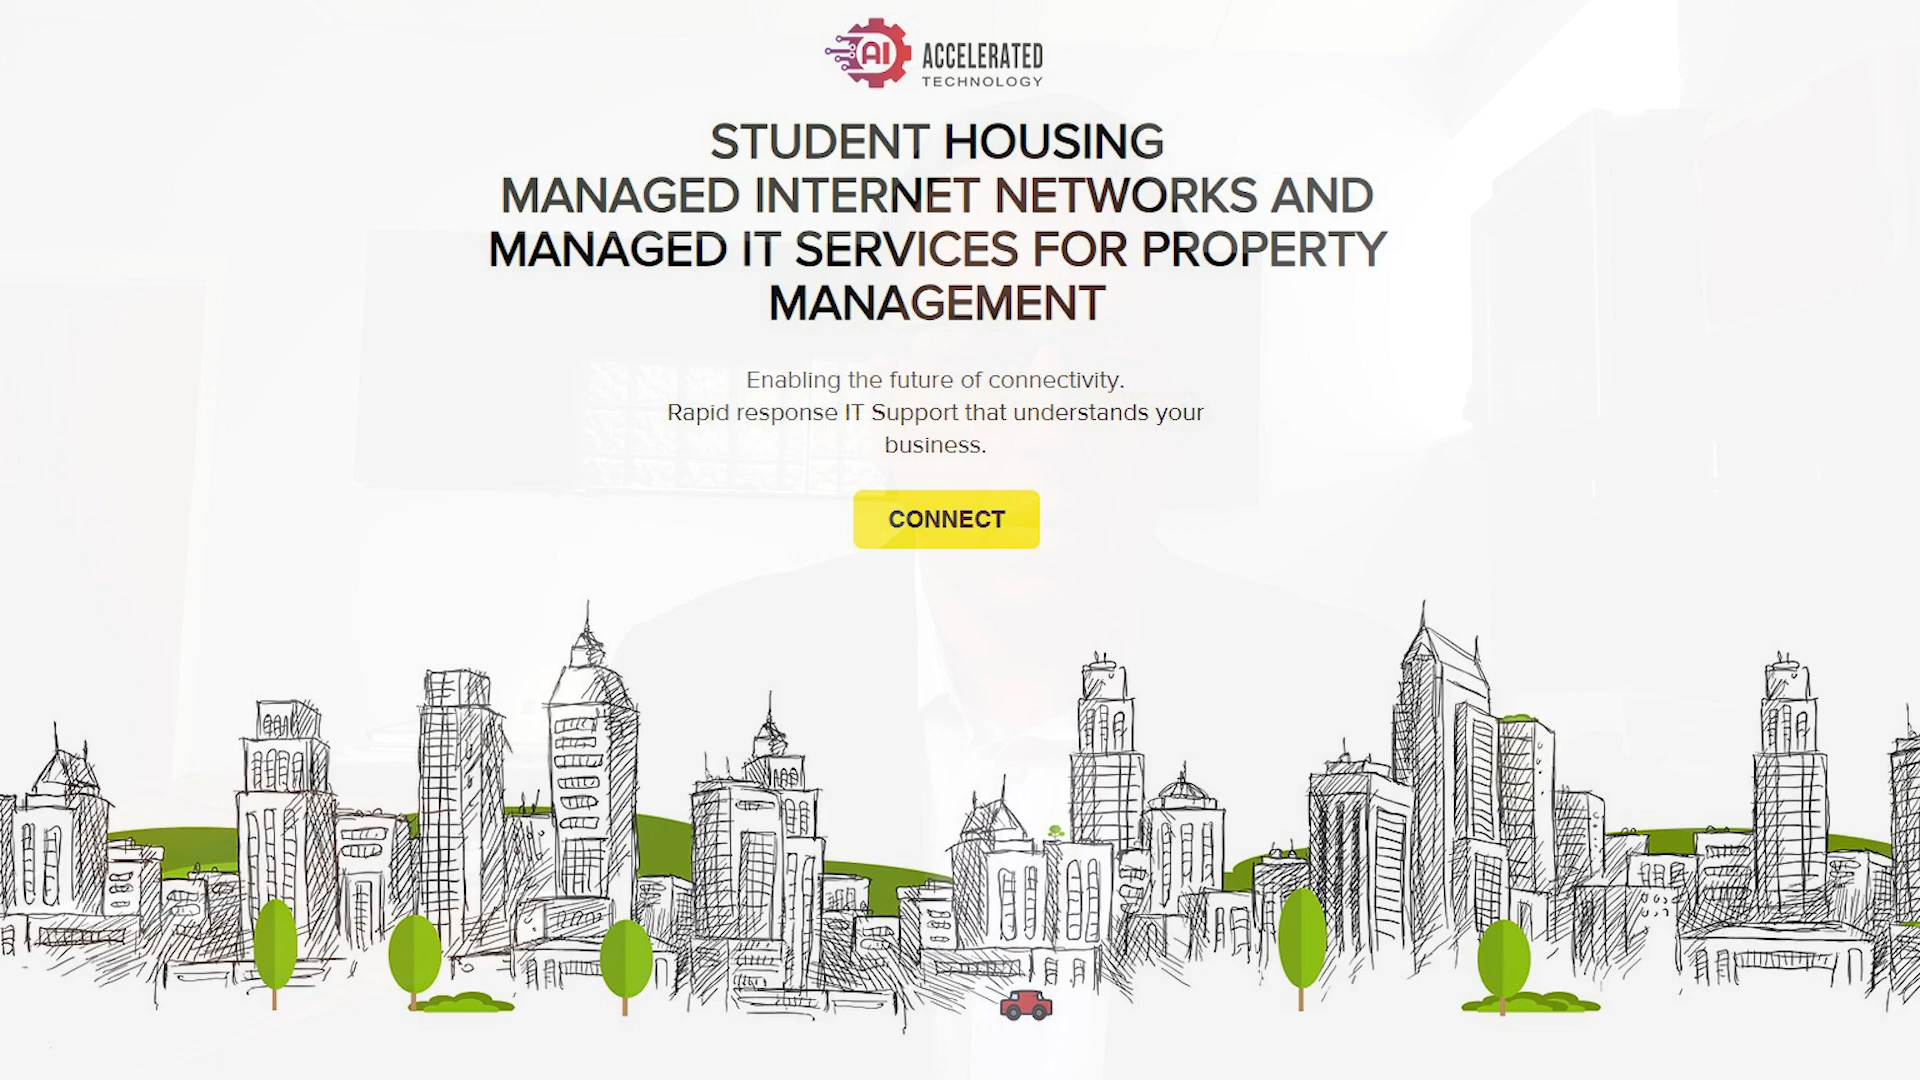 AI ACCELERATED
TECHNOLOGY
STUDENT HOUSING
MANAGED INTERNET NETWORKS AND
MANAGED IT SERVICES FOR PROPERTY
MANAGEMENT
Enabling the future of connectivity.
Rapid response IT Support that understands your
business.
CONNECT